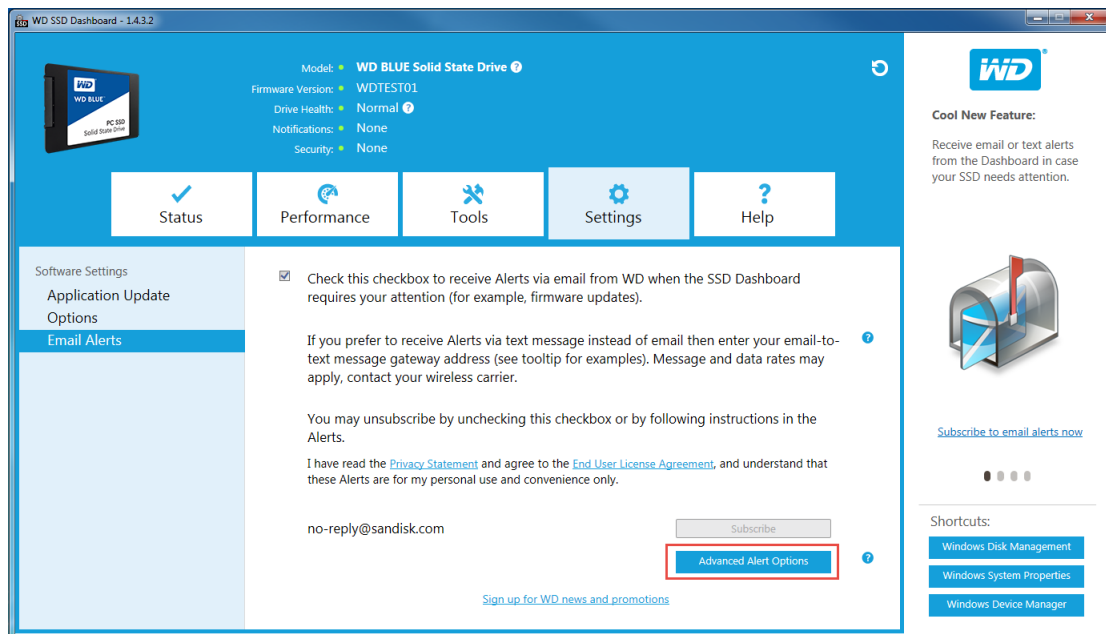 WD SSD Dashboard - 1.4.3.2
WD
WD BLUE
PC SSD
Solid State Drive
Model: WD BLUE Solid State Drive ?
Firmware Version: WDTEST01
Drive Health: Normal ?
Notifications: None
Security: None
Status
Performance
Tools
?
Settings
Help
Software Settings
Application Update
Options
Email Alerts
Check this checkbox to receive Alerts via email from WD when the SSD Dashboard
requires your attention (for example, firmware updates).
If you prefer to receive Alerts via text message instead of email then enter your email-to-
text message gateway address (see tooltip for examples). Message and data rates may
apply, contact your wireless carrier.
?
You may unsubscribe by unchecking this checkbox or by following instructions in the
Alerts.
I have read the Privacy Statement and agree to the End User License Agreement, and understand that
these Alerts are for my personal use and convenience only.
no-reply@sandisk.com
Subscribe
Advanced Alert Options
?
Sign up for WD news and promotions
WD
Cool New Feature:
Receive email or text alerts
from the Dashboard in case
your SSD needs attention.
Subscribe to email alerts now
Shortcuts:
Windows Disk Management
Windows System Properties
Windows Device Manager